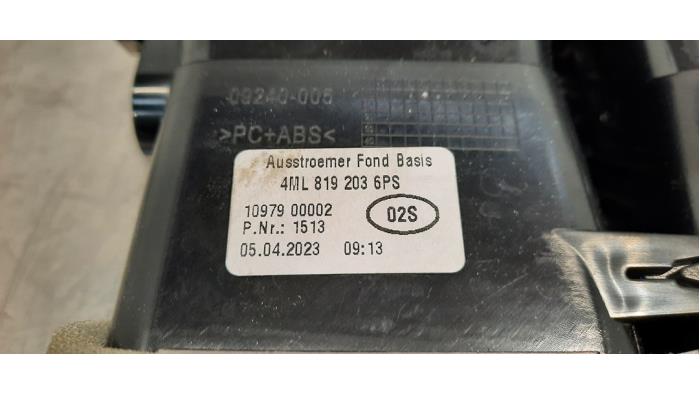 09240-005
>PC+ABS<
Ausstroemer Fond Basis
4ML 819 203 6PS
10979 00002
02S
P.Nr.: 1513
05.04.2023 09:13